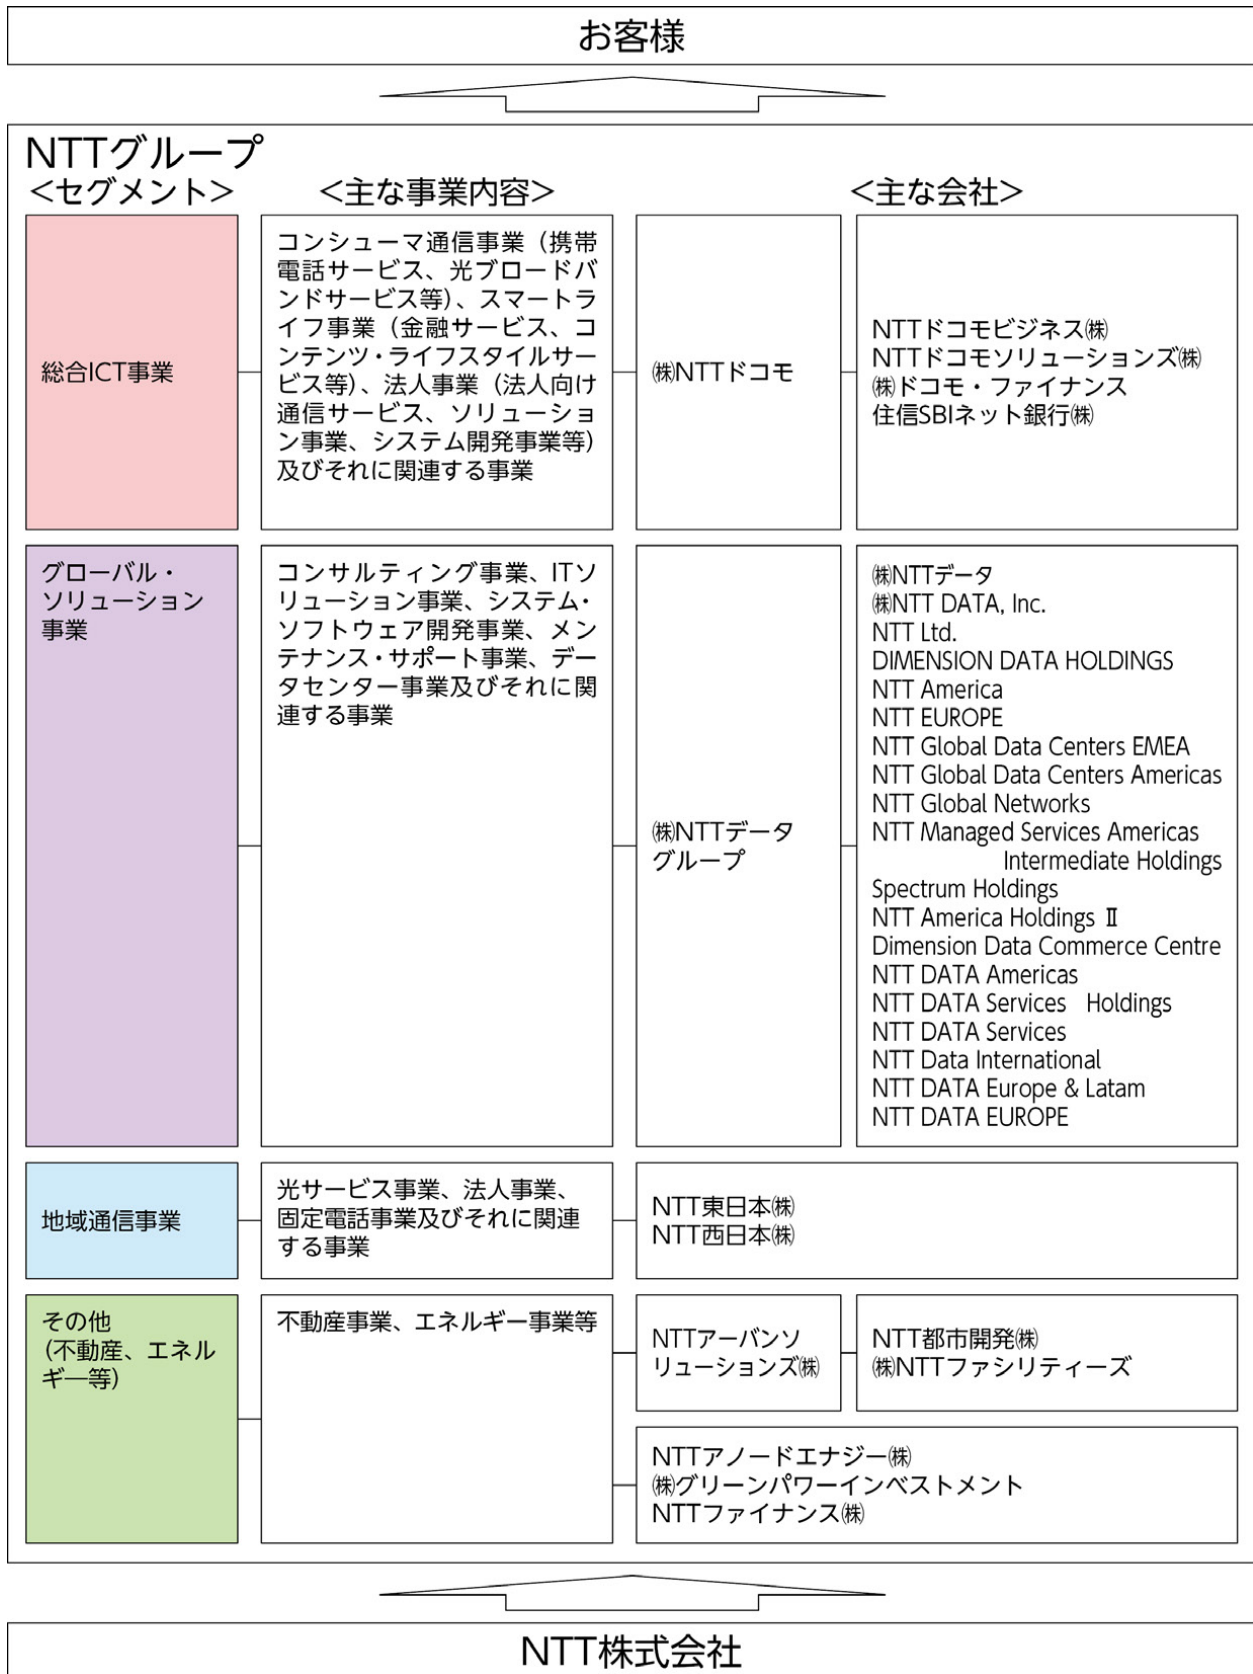 お客様
NTTグループ
＜セグメント＞
＜主な事業内容＞
＜主な会社＞
総合ICT事業
コンシューマ通信事業（携帯
電話サービス、光ブロードバ
ンドサービス等）、スマートラ
イフ事業（金融サービス、コ
ンテンツ・ライフスタイルサー
ビス等）、法人事業（法人向け
通信サービス、ソリューショ
ン事業、システム開発事業等）
及びそれに関連する事業
㈱NTTドコモ
NTTドコモビジネス㈱
NTTドコモソリューションズ㈱
㈱ドコモ・ファイナンス
住信SBIネット銀行㈱
グローバル・
ソリューション
事業
コンサルティング事業、ITソ
リューション事業、システム・
ソフトウェア開発事業、メン
テナンス・サポート事業、デー
タセンター事業及びそれに関
連する事業
㈱NTTデータ
グループ
㈱NTTデータ
㈱NTT DATA, Inc.
NTT Ltd.
DIMENSION DATA HOLDINGS
NTT America
NTT EUROPE
NTT Global Data Centers EMEA
NTT Global Data Centers Americas
NTT Global Networks
NTT Managed Services Americas
Intermediate Holdings
Spectrum Holdings
NTT America Holdings Ⅱ
Dimension Data Commerce Centre
NTT DATA Americas
NTT DATA Services　Holdings
NTT DATA Services
NTT Data International
NTT DATA Europe & Latam
NTT DATA EUROPE
地域通信事業
光サービス事業、法人事業、
固定電話事業及びそれに関連
する事業
NTT東日本㈱
NTT西日本㈱
その他
（不動産、エネル
ギー等）
不動産事業、エネルギー事業等
NTTアーバンソ
リューションズ㈱
NTT都市開発㈱
㈱NTTファシリティーズ
NTTアノードエナジー㈱
㈱グリーンパワーインベストメント
NTTファイナンス㈱
NTT株式会社